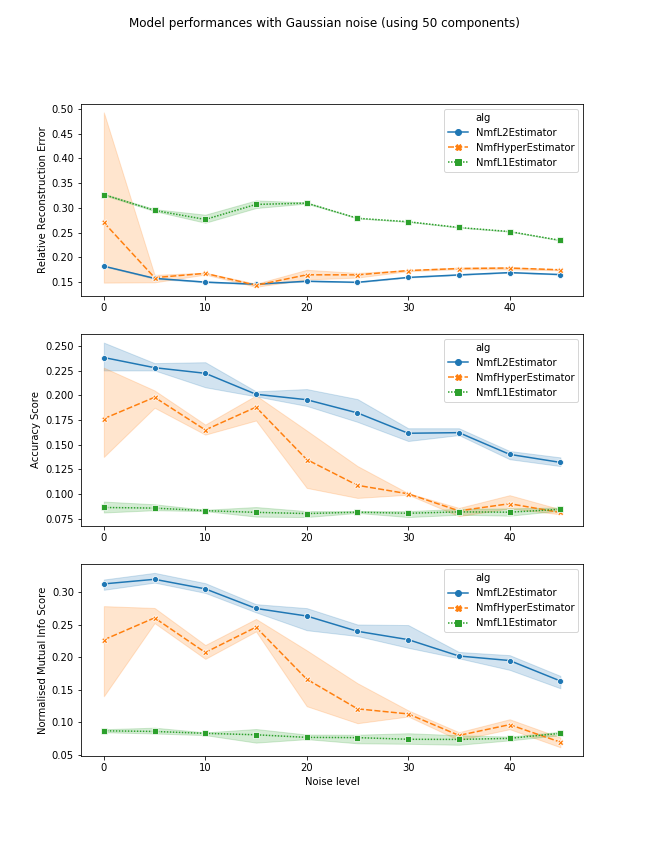 Model performances with Gaussian noise (using 50 components)
Relative Reconstruction Error
0.50
0.45
0.40
0.35
0.30
0.25
0.20
0.15
0 10 20 30 40
alg
NmfL2Estimator
NmfHyperEstimator
NmfL1Estimator
Accuracy Score
0.250
0.225
0.200
0.175
0.150
0.125
0.100
0.075
0 10 20 30 40
alg
NmfL2Estimator
NmfHyperEstimator
NmfL1Estimator
Normalised Mutual Info Score
0.30
0.25
0.20
0.15
0.10
0.05
0 10 20 30 40
alg
NmfL2Estimator
NmfHyperEstimator
NmfL1Estimator
Noise level